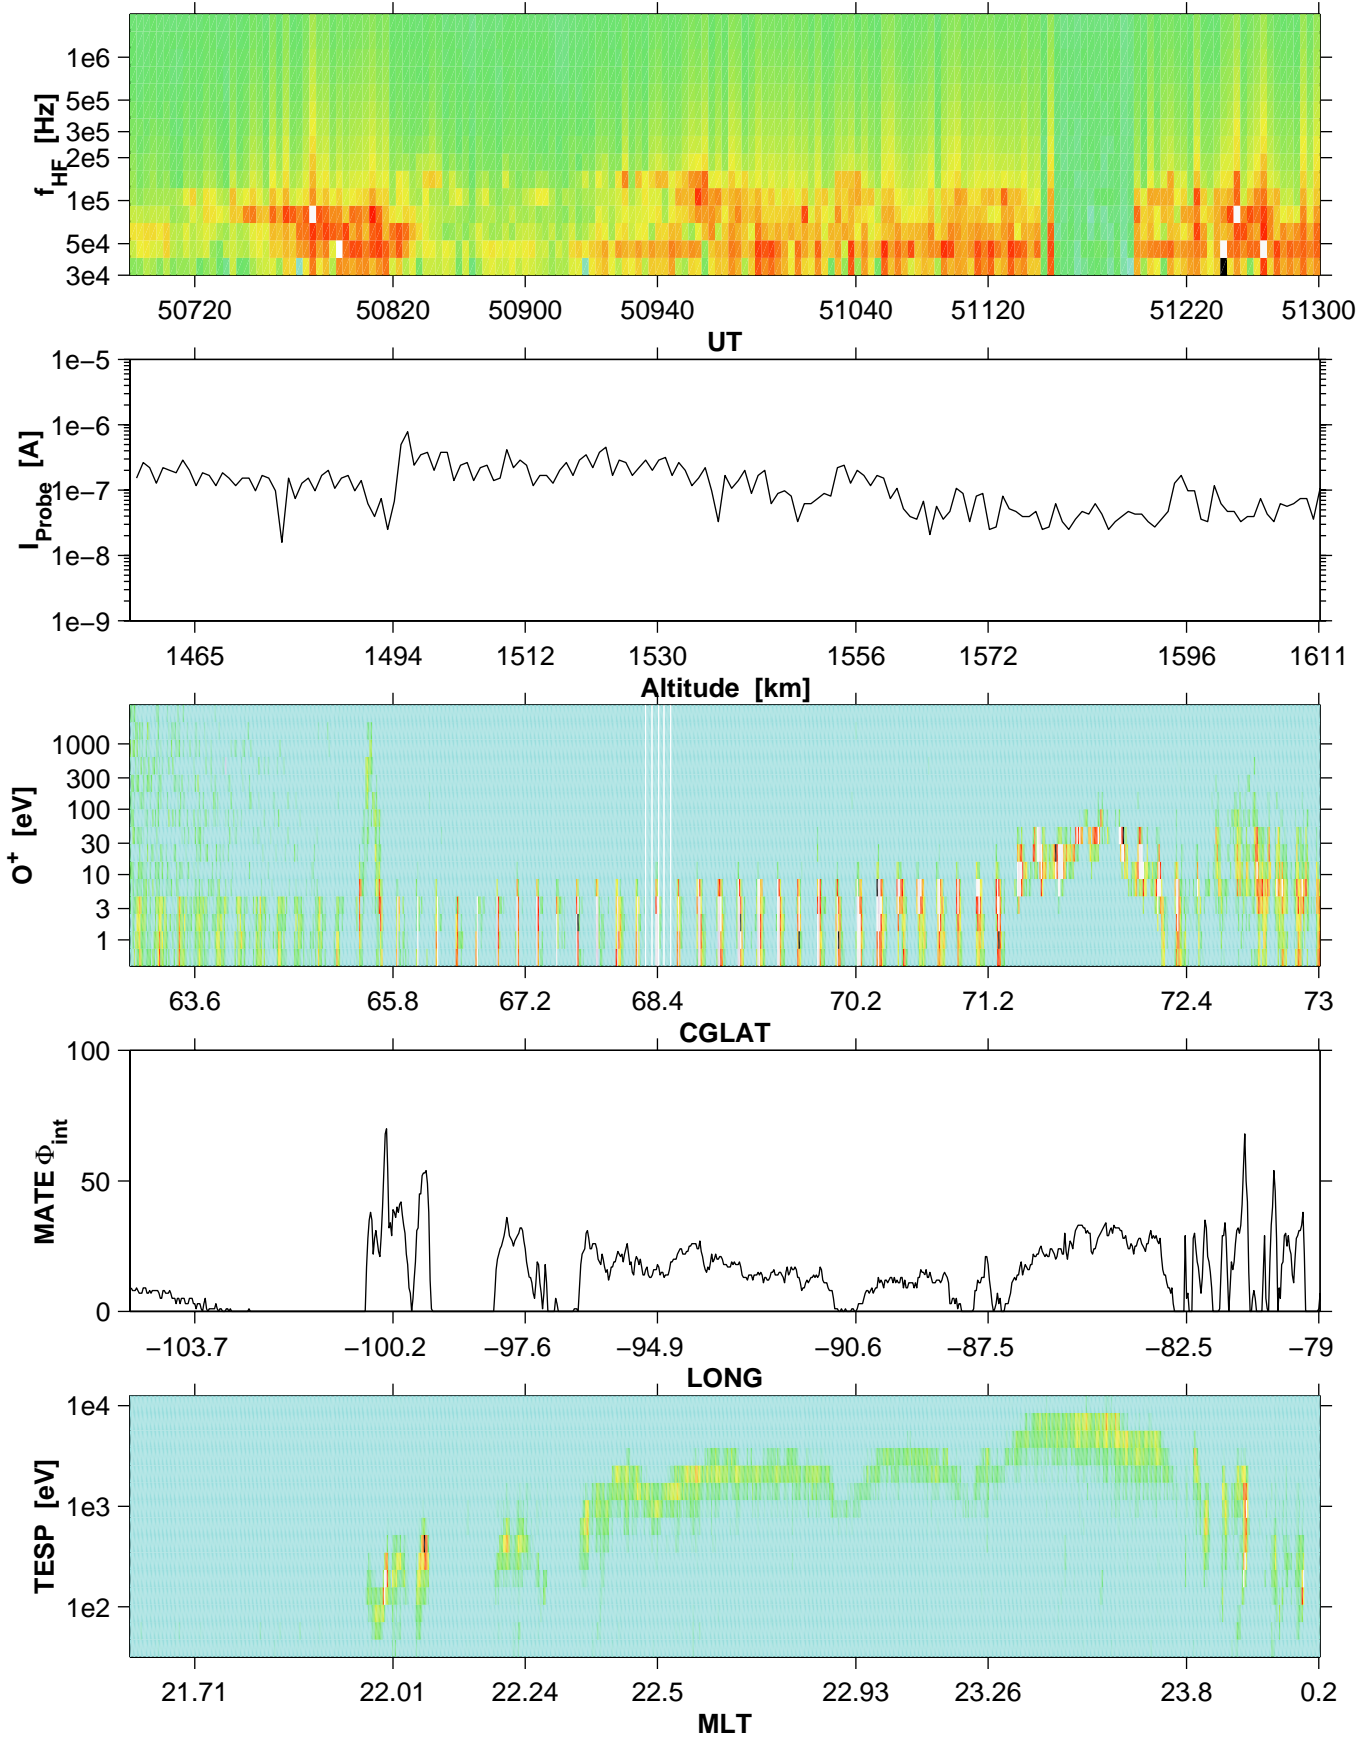 1e6
5e5
3e5
2e5
1e5
5e4
3e4
f_HF [Hz]
50720 50820 50900 50940 51040 51120 51220 51300
UT
1e−5
1e−6
1e−7
1e−8
1e−9
I_Probe [A]
1465 1494 1512 1530 1556 1572 1596 1611
Altitude [km]
1000
300
100
30
10
3
1
O⁺ [eV]
63.6 65.8 67.2 68.4 70.2 71.2 72.4 73
CGLAT
100
50
0
MATE Φ_int
−103.7 −100.2 −97.6 −94.9 −90.6 −87.5 −82.5 −79
LONG
1e4
1e3
1e2
TESP [eV]
21.71 22.01 22.24 22.5 22.93 23.26 23.8 0.2
MLT